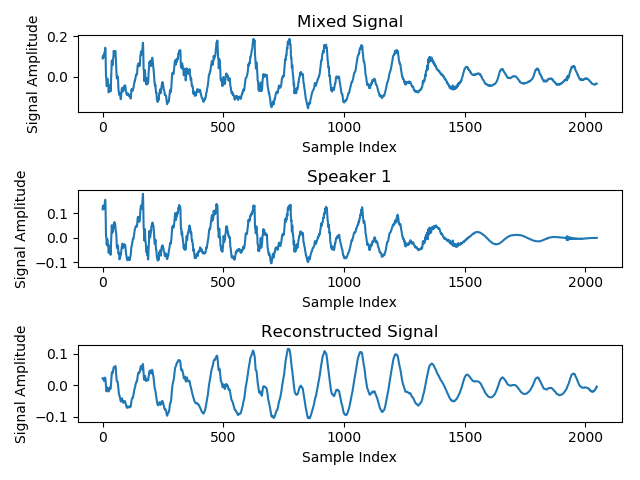 Mixed Signal
Signal Amplitude
0.2
0.0
0 500 1000 1500 2000
Sample Index
Speaker 1
Signal Amplitude
0.1
0.0
−0.1
0 500 1000 1500 2000
Sample Index
Reconstructed Signal
Signal Amplitude
0.1
0.0
−0.1
0 500 1000 1500 2000
Sample Index